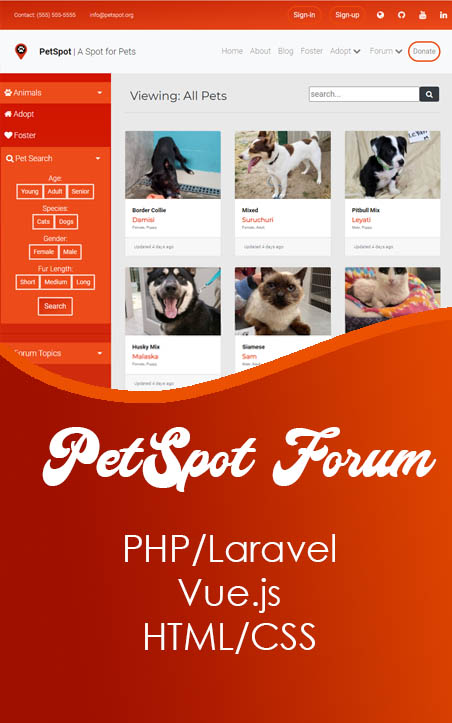 Contact: (555) 555-5555 info@petspot.org Sign-in Sign-up
PetSpot | A Spot for Pets Home About Blog Foster Adopt Forum Donate
Animals
Adopt
Foster
Pet Search
Age:
Young Adult Senior
Species:
Cats Dogs
Gender:
Female Male
Fur Length:
Short Medium Long
Search
Forum Topics
Viewing: All Pets search...
Border Collie
Damisi
Female, Puppy
Updated 4 days ago
Mixed
Suruchuri
Female, Adult
Updated 4 days ago
Pitbull Mix
Leyati
Male, Puppy
Updated 4 days ago
Husky Mix
Malaska
Female, Puppy
Updated 4 days ago
Siamese
Sam
PetSpot Forum
PHP/Laravel
Vue.js
HTML/CSS